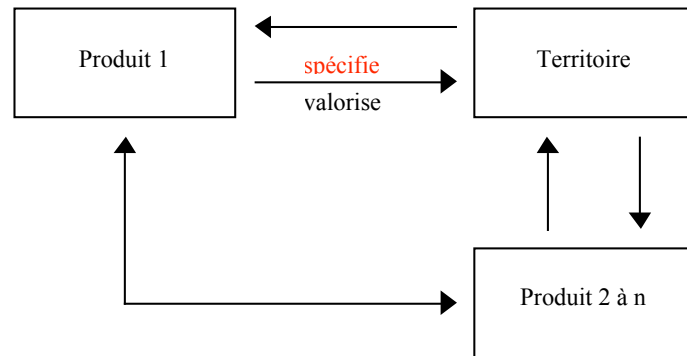 Produit 1
spécifie
Territoire
valorise
Produit 2 à n